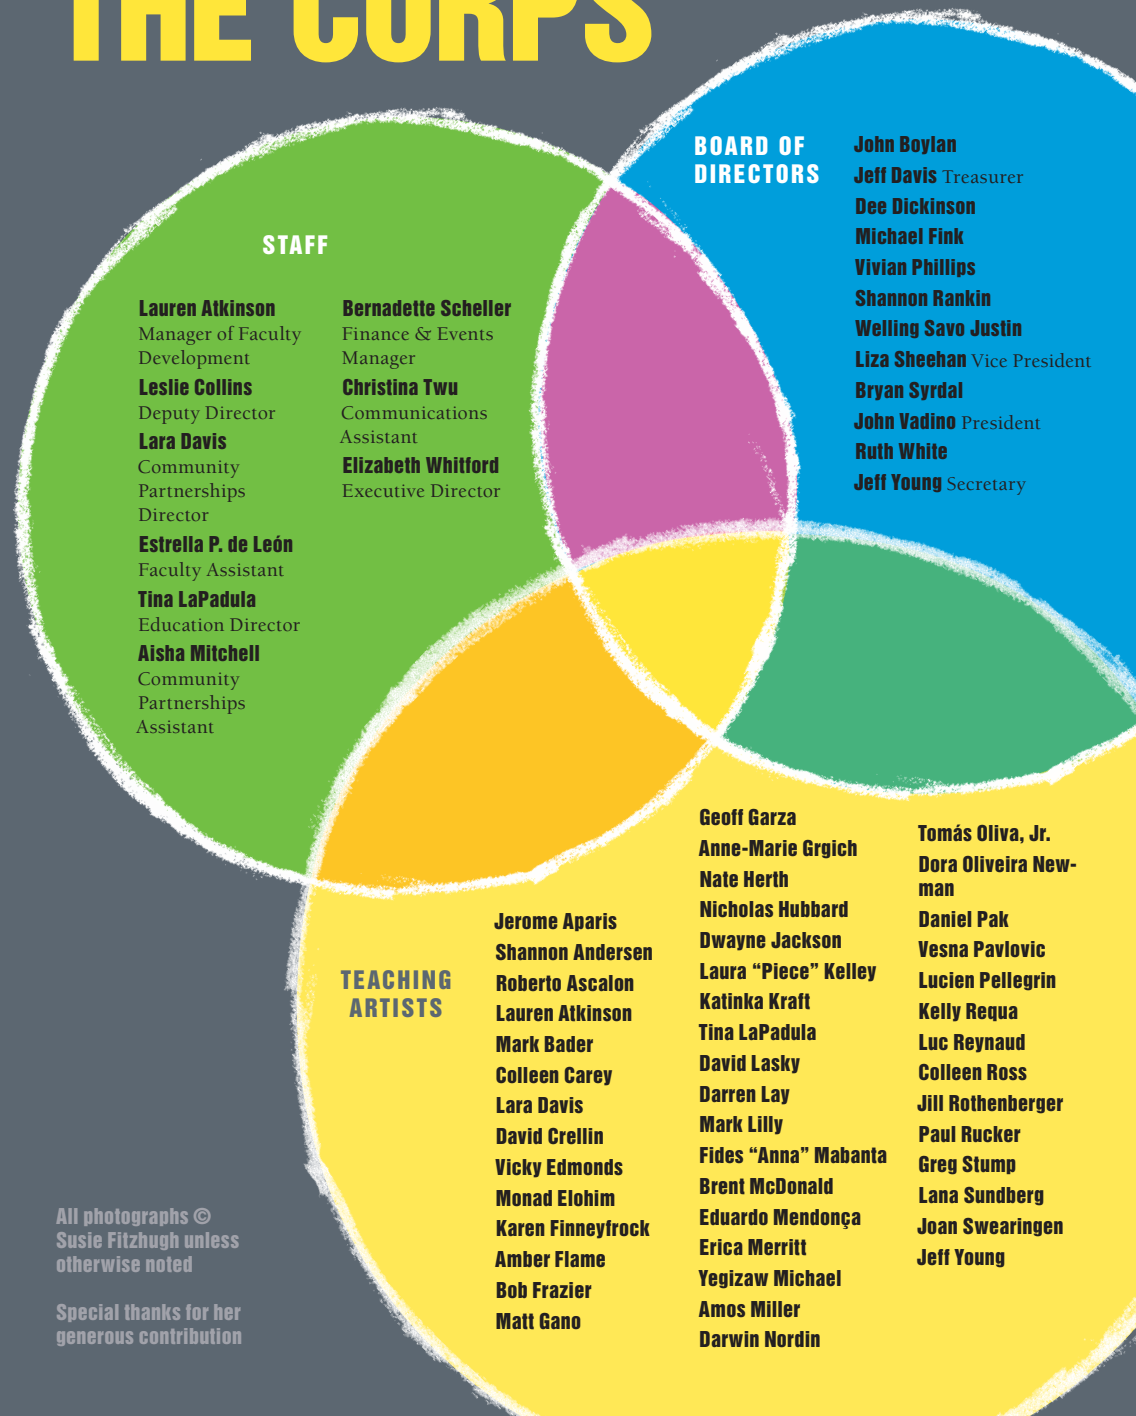 THE CORPS
BOARD OF
DIRECTORS
John Boylan
Jeff Davis Treasurer
Dee Dickinson
Michael Fink
Vivian Phillips
Shannon Rankin
Welling Savo Justin
Liza Sheehan Vice President
Bryan Syrdal
John Vadino President
Ruth White
Jeff Young Secretary
STAFF
Lauren Atkinson
Manager of Faculty
Development
Leslie Collins
Deputy Director
Lara Davis
Community
Partnerships
Director
Estrella P. de León
Faculty Assistant
Tina LaPadula
Education Director
Aisha Mitchell
Community
Partnerships
Assistant
Bernadette Scheller
Finance & Events
Manager
Christina Twu
Communications
Assistant
Elizabeth Whitford
Executive Director
TEACHING
ARTISTS
Jerome Aparis
Shannon Andersen
Roberto Ascalon
Lauren Atkinson
Mark Bader
Colleen Carey
Lara Davis
David Crellin
Vicky Edmonds
Monad Elohim
Karen Finneyfrock
Amber Flame
Bob Frazier
Matt Gano
Geoff Garza
Anne-Marie Grgich
Nate Herth
Nicholas Hubbard
Dwayne Jackson
Laura “Piece” Kelley
Katinka Kraft
Tina LaPadula
David Lasky
Darren Lay
Mark Lilly
Fides “Anna” Mabanta
Brent McDonald
Eduardo Mendonça
Erica Merritt
Yegizaw Michael
Amos Miller
Darwin Nordin
Tomás Oliva, Jr.
Dora Oliveira New-
man
Daniel Pak
Vesna Pavlovic
Lucien Pellegrin
Kelly Requa
Luc Reynaud
Colleen Ross
Jill Rothenberger
Paul Rucker
Greg Stump
Lana Sundberg
Joan Swearingen
Jeff Young
All photographs ©
Susie Fitzhugh unless
otherwise noted
Special thanks for her
generous contribution